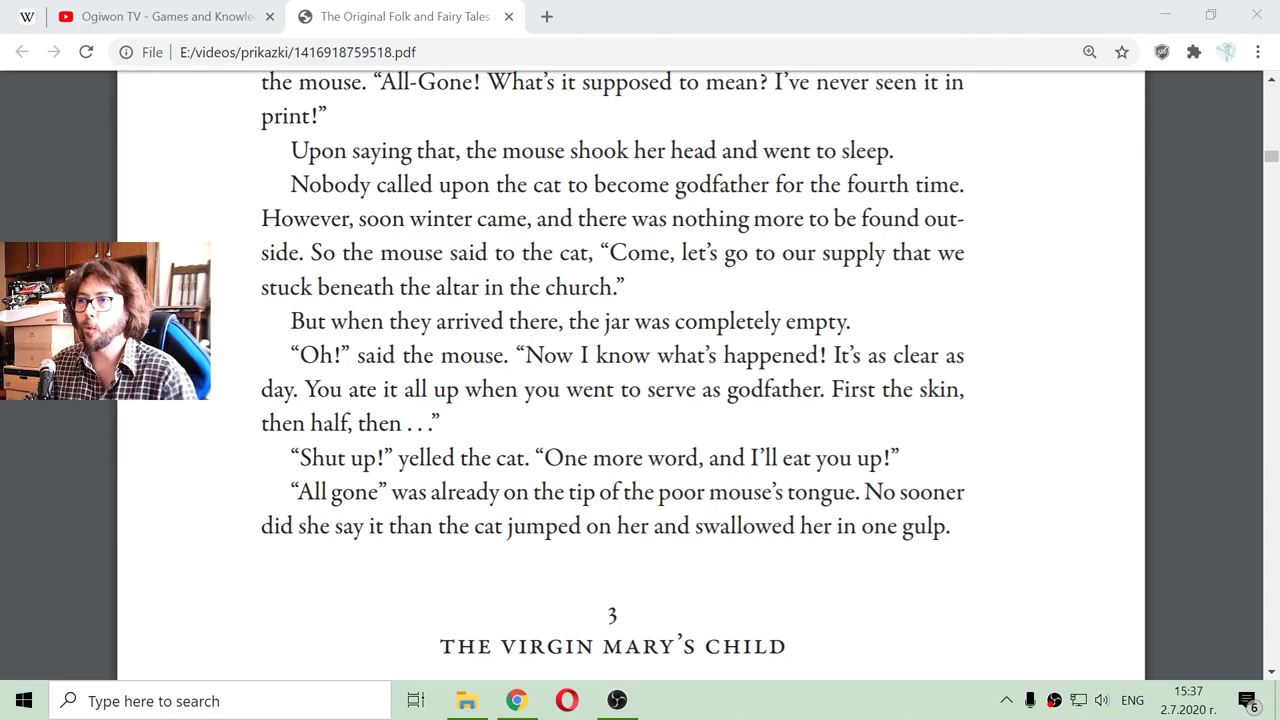 W
Ogiwon TV - Games and Knowle
The Original Folk and Fairy Tales
File
E:/videos/prikazki/1416918759518.pdf
the mouse. “All-Gone! What’s it supposed to mean? I’ve never seen it in
print!”
Upon saying that, the mouse shook her head and went to sleep.
Nobody called upon the cat to become godfather for the fourth time.
However, soon winter came, and there was nothing more to be found out-
side. So the mouse said to the cat, “Come, let’s go to our supply that we
stuck beneath the altar in the church.”
But when they arrived there, the jar was completely empty.
“Oh!” said the mouse. “Now I know what’s happened! It’s as clear as
day. You ate it all up when you went to serve as godfather. First the skin,
then half, then . . .”
“Shut up!” yelled the cat. “One more word, and I’ll eat you up!”
“All gone” was already on the tip of the poor mouse’s tongue. No sooner
did she say it than the cat jumped on her and swallowed her in one gulp.
3
THE VIRGIN MARY’S CHILD
Type here to search
ЕНГ
15:37
2.7.2020 г.
6